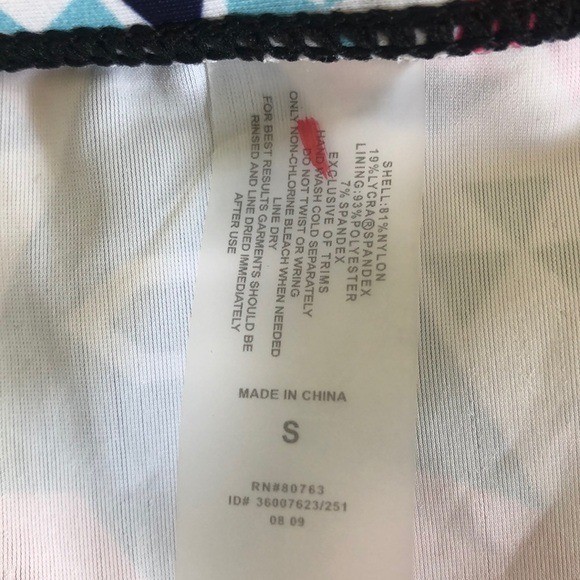 SHELL:81%NYLON
19%LYCRA®SPANDEX
LINING:93%POLYESTER
7% SPANDEX
EXCLUSIVE OF TRIMS
HAND WASH COLD SEPARATELY
DO NOT TWIST OR WRING
ONLY NON-CHLORINE BLEACH WHEN NEEDED
LINE DRY
FOR BEST RESULTS GARMENTS SHOULD BE
RINSED AND LINE DRIED IMMEDIATELY
AFTER USE
MADE IN CHINA
S
RN#80763
ID# 36007623/251
08 09